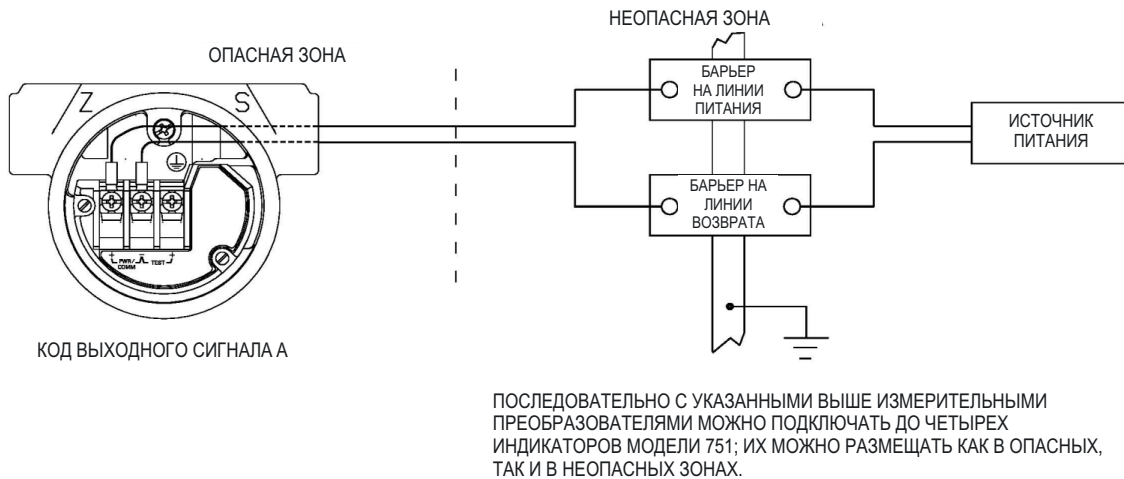 НЕОПАСНАЯ ЗОНА
ОПАСНАЯ ЗОНА
БАРЬЕР
НА ЛИНИИ
ПИТАНИЯ
ИСТОЧНИК
ПИТАНИЯ
Z S
БАРЬЕР НА
ЛИНИИ
ВОЗВРАТА
PWR/
COMM
TEST
КОД ВЫХОДНОГО СИГНАЛА А
ПОСЛЕДОВАТЕЛЬНО С УКАЗАННЫМИ ВЫШЕ ИЗМЕРИТЕЛЬНЫМИ
ПРЕОБРАЗОВАТЕЛЯМИ МОЖНО ПОДКЛЮЧАТЬ ДО ЧЕТЫРЕХ
ИНДИКАТОРОВ МОДЕЛИ 751; ИХ МОЖНО РАЗМЕЩАТЬ КАК В ОПАСНЫХ,
ТАК И В НЕОПАСНЫХ ЗОНАХ.